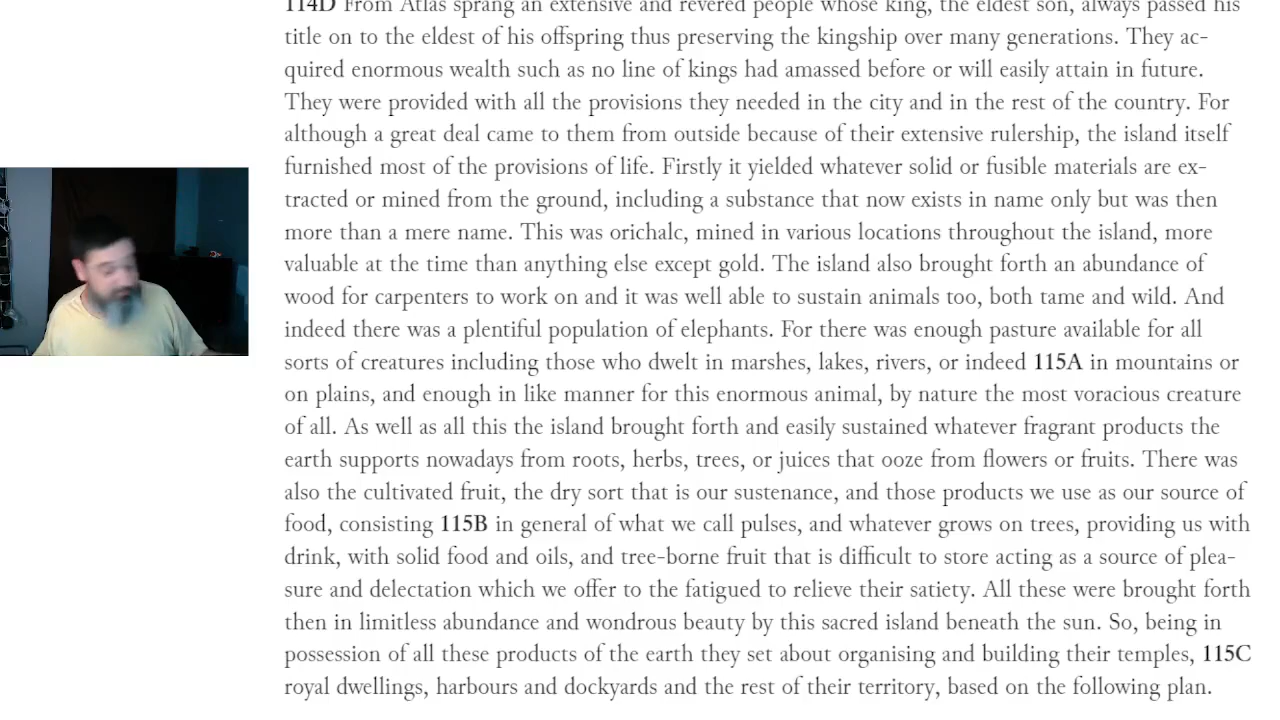 114D From Atlas sprang an extensive and revered people whose king, the eldest son, always passed his
title on to the eldest of his offspring thus preserving the kingship over many generations. They ac-
quired enormous wealth such as no line of kings had amassed before or will easily attain in future.
They were provided with all the provisions they needed in the city and in the rest of the country. For
although a great deal came to them from outside because of their extensive rulership, the island itself
furnished most of the provisions of life. Firstly it yielded whatever solid or fusible materials are ex-
tracted or mined from the ground, including a substance that now exists in name only but was then
more than a mere name. This was orichalc, mined in various locations throughout the island, more
valuable at the time than anything else except gold. The island also brought forth an abundance of
wood for carpenters to work on and it was well able to sustain animals too, both tame and wild. And
indeed there was a plentiful population of elephants. For there was enough pasture available for all
sorts of creatures including those who dwelt in marshes, lakes, rivers, or indeed 115A in mountains or
on plains, and enough in like manner for this enormous animal, by nature the most voracious creature
of all. As well as all this the island brought forth and easily sustained whatever fragrant products the
earth supports nowadays from roots, herbs, trees, or juices that ooze from flowers or fruits. There was
also the cultivated fruit, the dry sort that is our sustenance, and those products we use as our source of
food, consisting 115B in general of what we call pulses, and whatever grows on trees, providing us with
drink, with solid food and oils, and tree-borne fruit that is difficult to store acting as a source of plea-
sure and delectation which we offer to the fatigued to relieve their satiety. All these were brought forth
then in limitless abundance and wondrous beauty by this sacred island beneath the sun. So, being in
possession of all these products of the earth they set about organising and building their temples, 115C
royal dwellings, harbours and dockyards and the rest of their territory, based on the following plan.